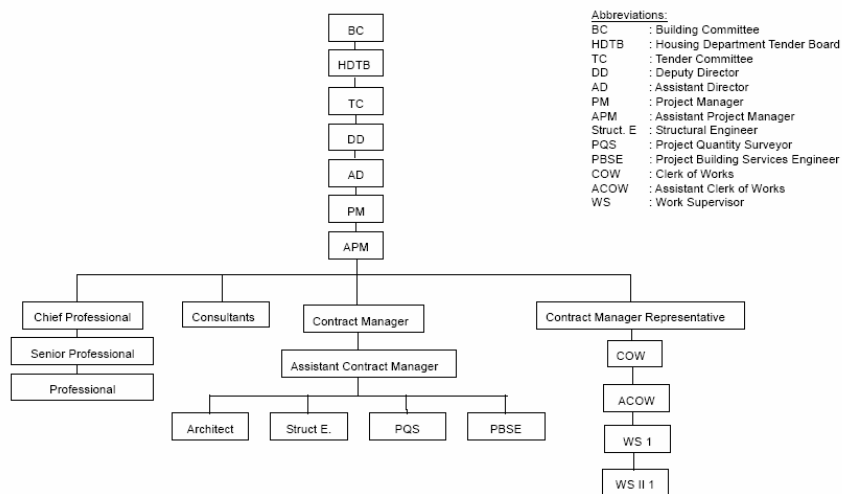 BC
HDTB
TC
DD
AD
PM
APM
Abbreviations:
BC : Building Committee
HDTB : Housing Department Tender Board
TC : Tender Committee
DD : Deputy Director
AD : Assistant Director
PM : Project Manager
APM : Assistant Project Manager
Struct. E : Structural Engineer
PQS : Project Quantity Surveyor
PBSE : Project Building Services Engineer
COW : Clerk of Works
ACOW : Assistant Clerk of Works
WS : Work Supervisor
Chief Professional
Senior Professional
Professional
Consultants
Contract Manager
Assistant Contract Manager
Architect
Struct E.
PQS
PBSE
Contract Manager Representative
COW
ACOW
WS 1
WS II 1